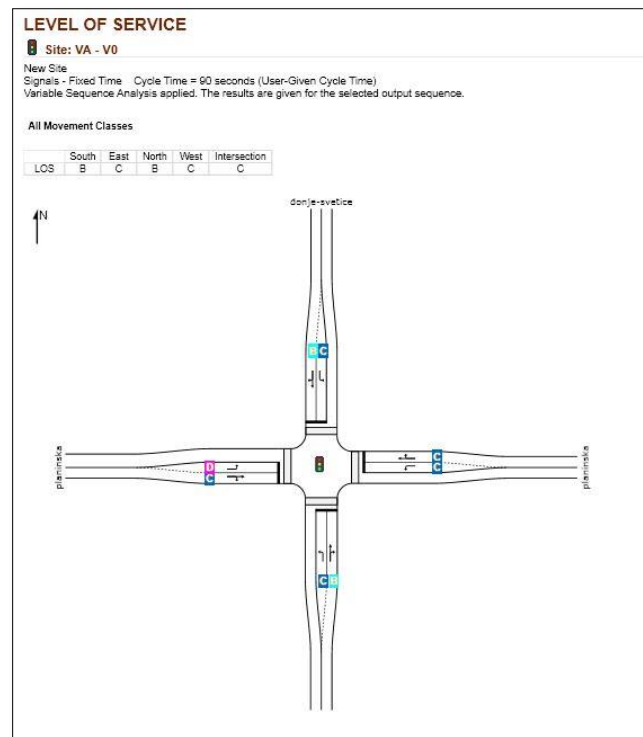 LEVEL OF SERVICE
Site: VA - V0
New Site
Signals - Fixed Time Cycle Time = 90 seconds (User-Given Cycle Time)
Variable Sequence Analysis applied. The results are given for the selected output sequence.
All Movement Classes
South East North West Intersection
LOS B C B C C
N
donje-svetice
B C
planinska
D
C
C
C
planinska
C B